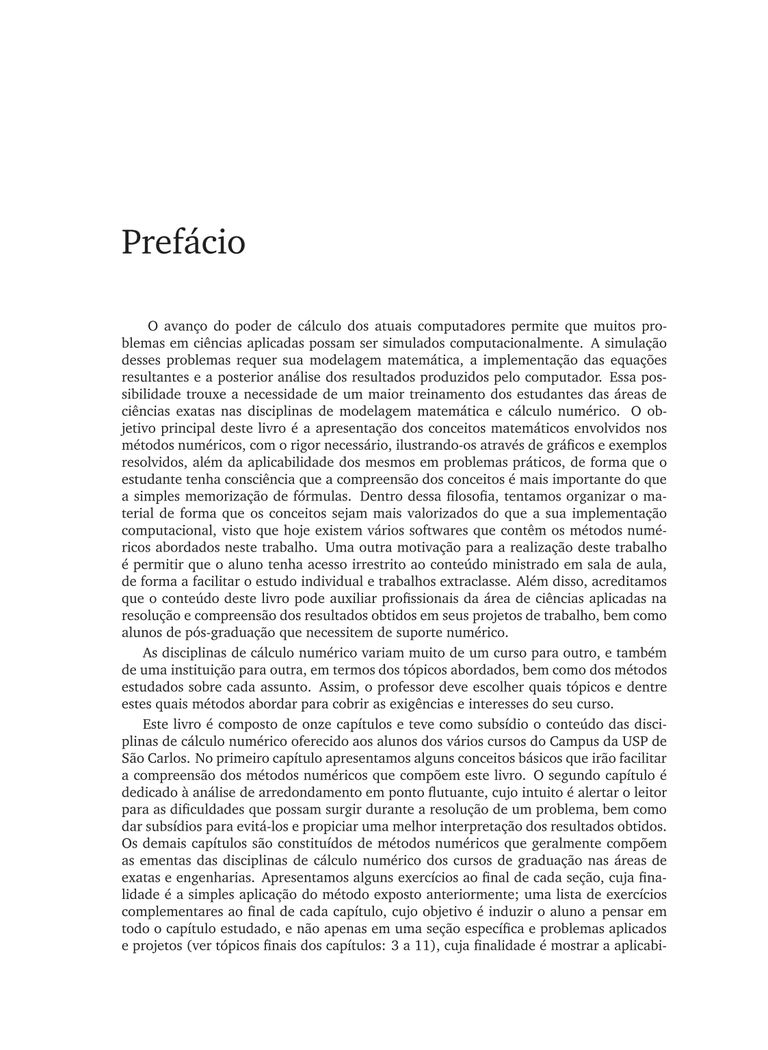 Prefácio
O avanço do poder de cálculo dos atuais computadores permite que muitos pro-
blemas em ciências aplicadas possam ser simulados computacionalmente. A simulação
desses problemas requer sua modelagem matemática, a implementação das equações
resultantes e a posterior análise dos resultados produzidos pelo computador. Essa pos-
sibilidade trouxe a necessidade de um maior treinamento dos estudantes das áreas de
ciências exatas nas disciplinas de modelagem matemática e cálculo numérico. O ob-
jetivo principal deste livro é a apresentação dos conceitos matemáticos envolvidos nos
métodos numéricos, com o rigor necessário, ilustrando-os através de gráficos e exemplos
resolvidos, além da aplicabilidade dos mesmos em problemas práticos, de forma que o
estudante tenha consciência que a compreensão dos conceitos é mais importante do que
a simples memorização de fórmulas. Dentro dessa filosofia, tentamos organizar o ma-
terial de forma que os conceitos sejam mais valorizados do que a sua implementação
computacional, visto que hoje existem vários softwares que contêm os métodos numé-
ricos abordados neste trabalho. Uma outra motivação para a realização deste trabalho
é permitir que o aluno tenha acesso irrestrito ao conteúdo ministrado em sala de aula,
de forma a facilitar o estudo individual e trabalhos extraclasse. Além disso, acreditamos
que o conteúdo deste livro pode auxiliar profissionais da área de ciências aplicadas na
resolução e compreensão dos resultados obtidos em seus projetos de trabalho, bem como
alunos de pós-graduação que necessitem de suporte numérico.
As disciplinas de cálculo numérico variam muito de um curso para outro, e também
de uma instituição para outra, em termos dos tópicos abordados, bem como dos métodos
estudados sobre cada assunto. Assim, o professor deve escolher quais tópicos e dentre
estes quais métodos abordar para cobrir as exigências e interesses do seu curso.
Este livro é composto de onze capítulos e teve como subsídio o conteúdo das disci-
plinas de cálculo numérico oferecido aos alunos dos vários cursos do Campus da USP de
São Carlos. No primeiro capítulo apresentamos alguns conceitos básicos que irão facilitar
a compreensão dos métodos numéricos que compõem este livro. O segundo capítulo é
dedicado à análise de arredondamento em ponto flutuante, cujo intuito é alertar o leitor
para as dificuldades que possam surgir durante a resolução de um problema, bem como
dar subsídios para evitá-los e propiciar uma melhor interpretação dos resultados obtidos.
Os demais capítulos são constituídos de métodos numéricos que geralmente compõem
as ementas das disciplinas de cálculo numérico dos cursos de graduação nas áreas de
exatas e engenharias. Apresentamos alguns exercícios ao final de cada seção, cuja fina-
lidade é a simples aplicação do método exposto anteriormente; uma lista de exercícios
complementares ao final de cada capítulo, cujo objetivo é induzir o aluno a pensar em
todo o capítulo estudado, e não apenas em uma seção específica e problemas aplicados
e projetos (ver tópicos finais dos capítulos: 3 a 11), cuja finalidade é mostrar a aplicabi-